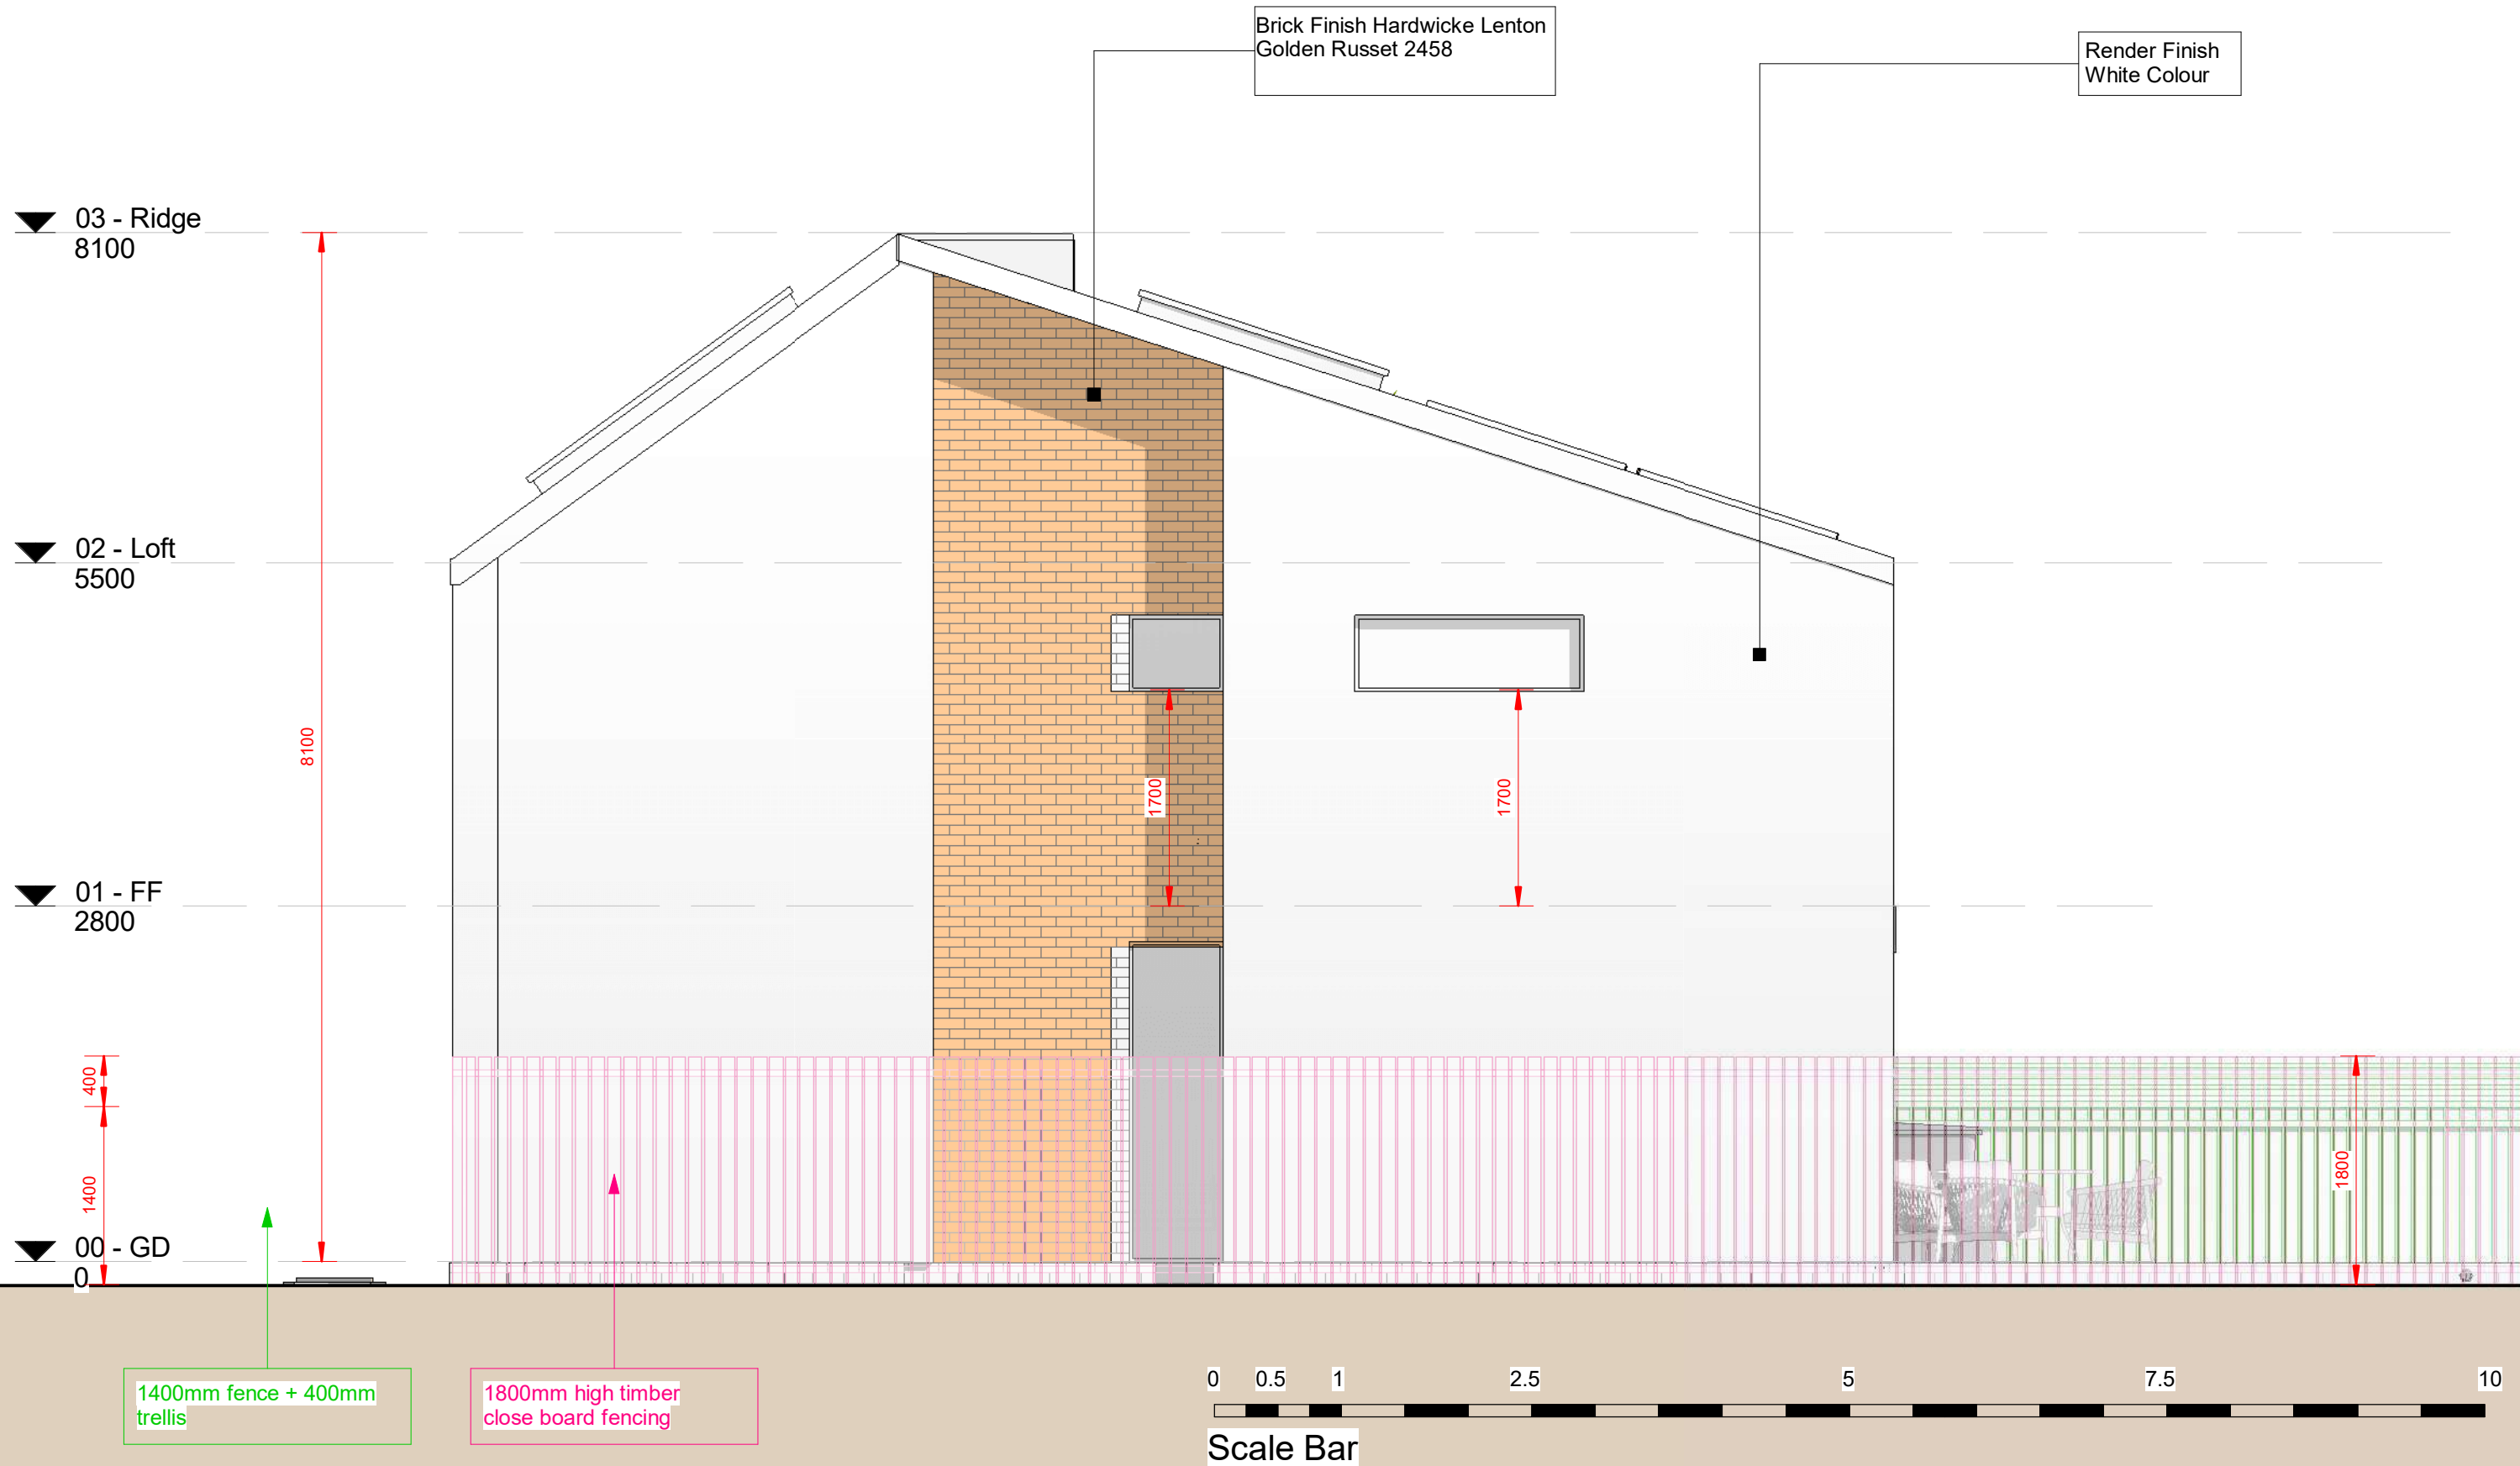 Brick Finish Hardwicke Lenton
Golden Russet 2458
Render Finish
White Colour
03 - Ridge
8100
02 - Loft
5500
8100
1700
1700
01 - FF
2800
400
1400
1800
00 - GD
0
1400mm fence + 400mm
trellis
1800mm high timber
close board fencing
0 0.5 1 2.5 5 7.5 10
Scale Bar